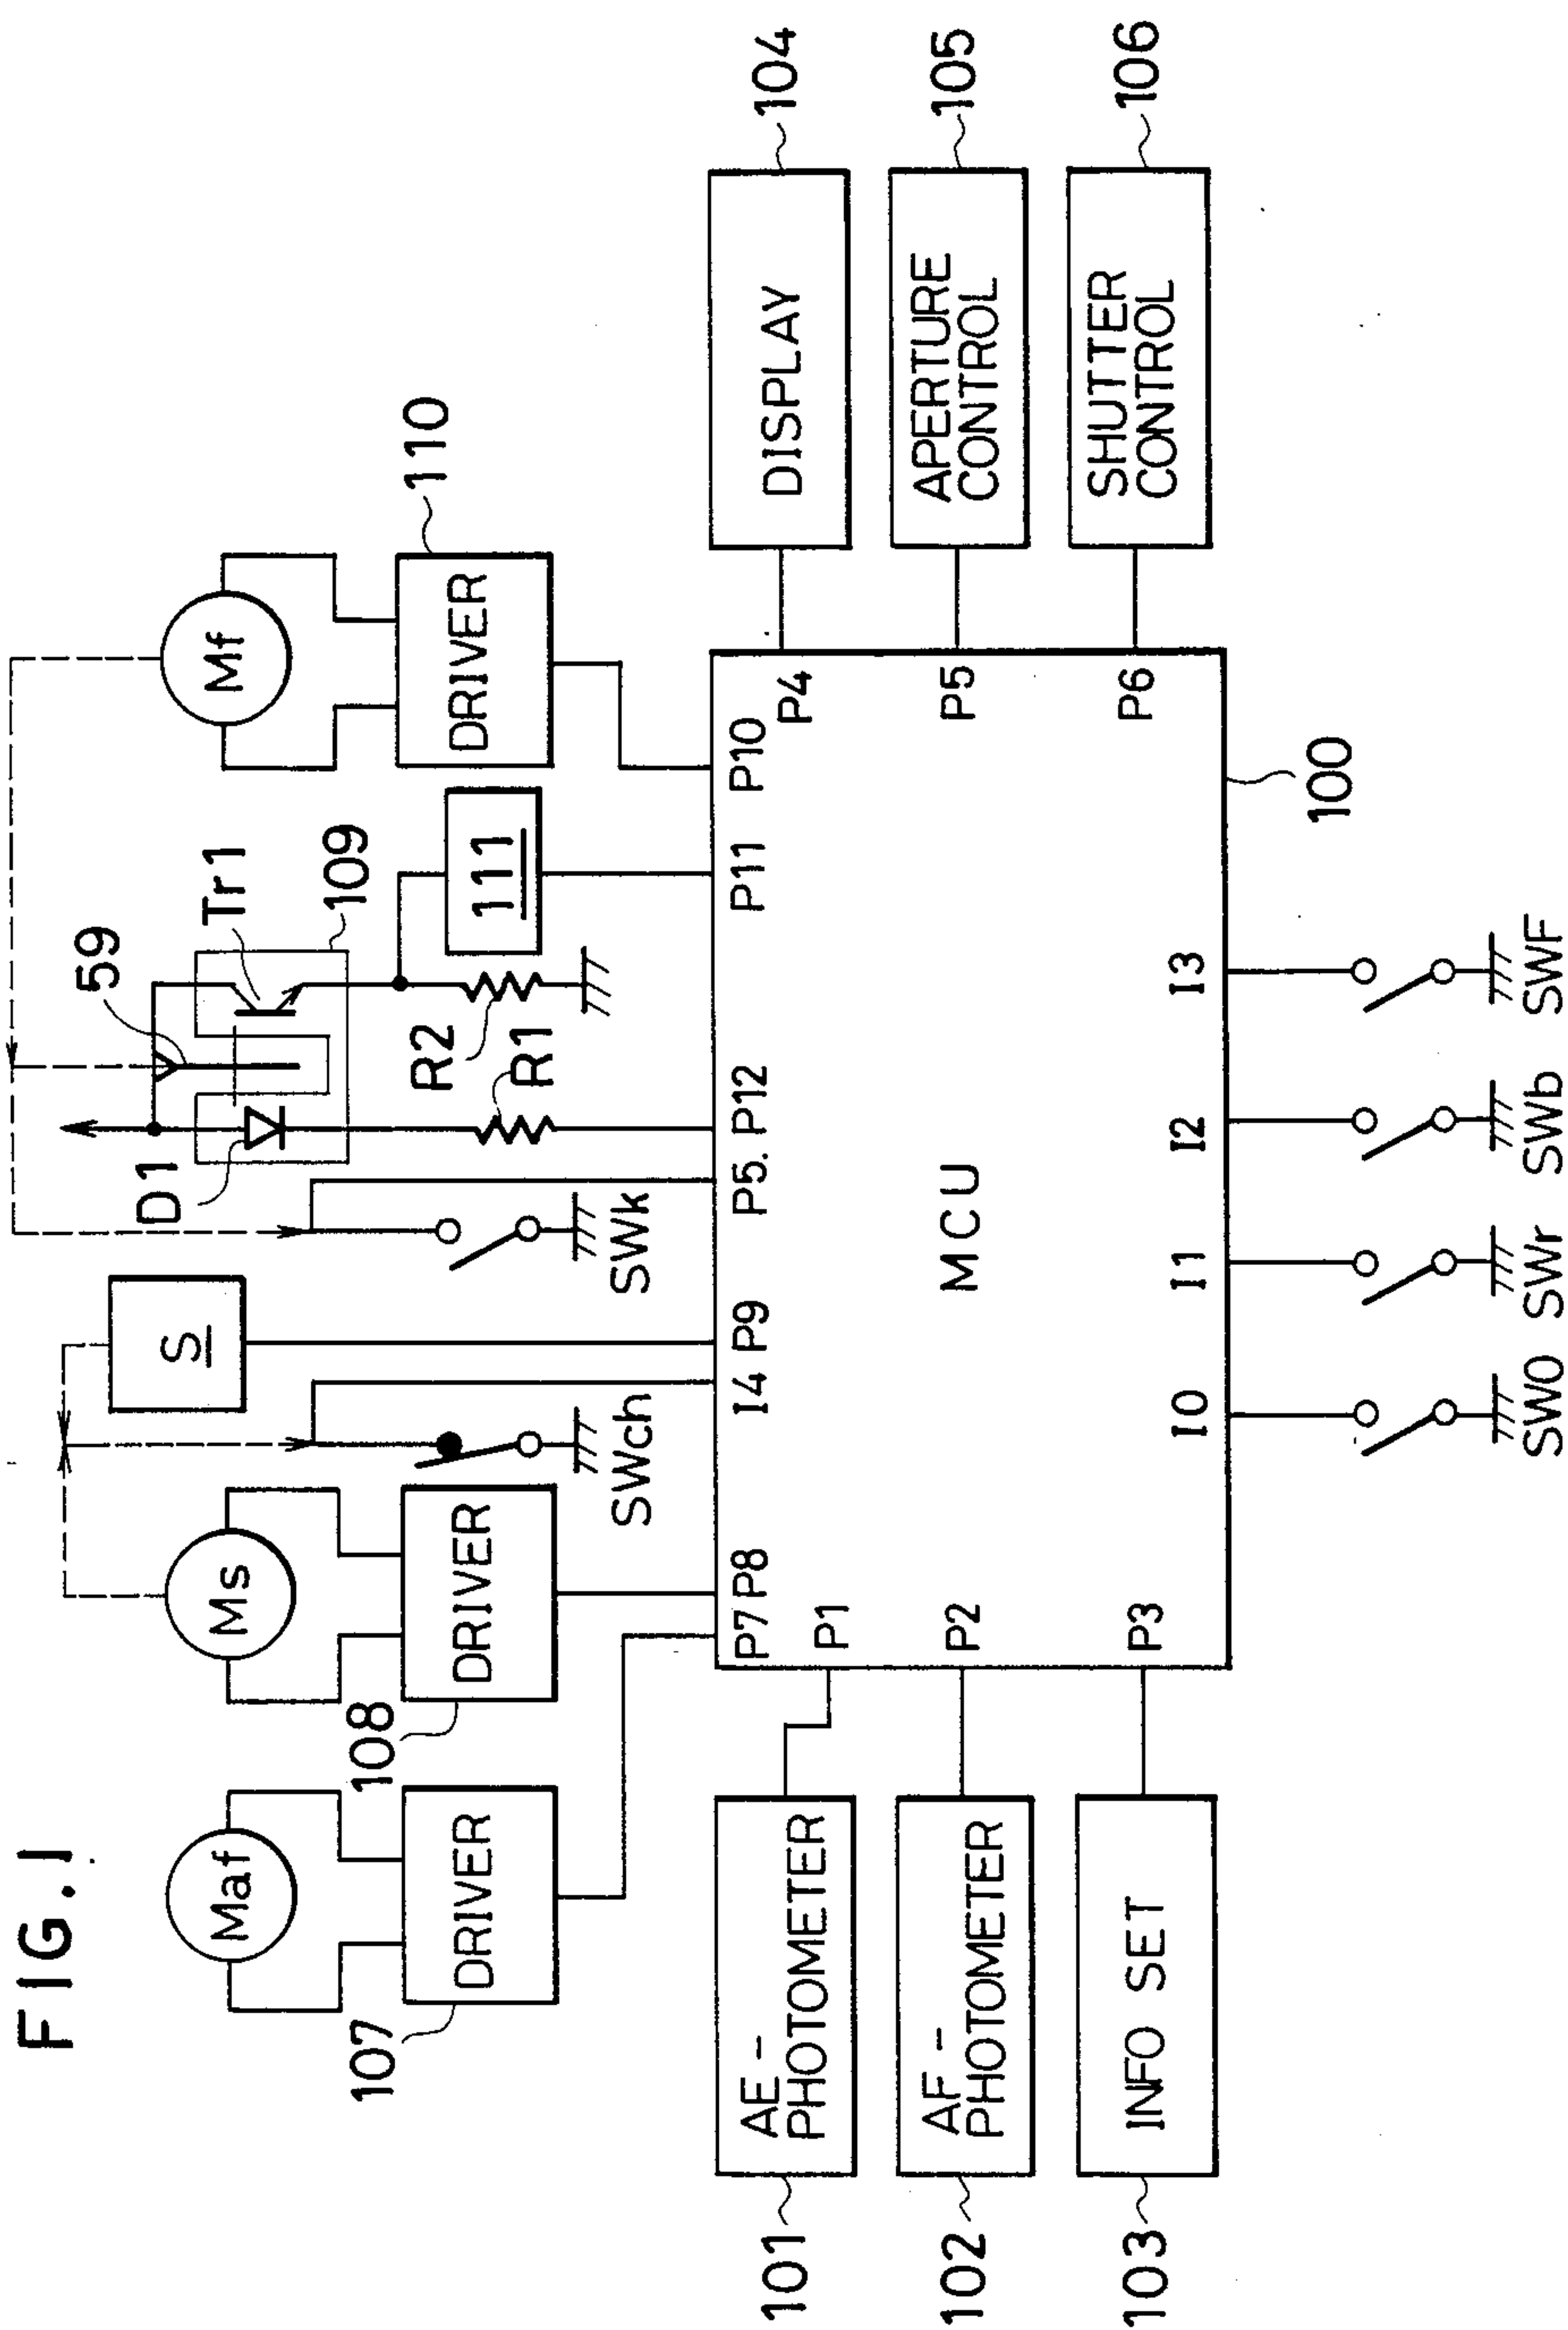 FIG.1
Maf
Ms
S
59
Tr1
D1
109
Mf
107
DRIVER
108
DRIVER
SWch
SWk
R2
R1
111
DRIVER
110
P7
P8
I4
P9
P5.
P12
P11
P10
101
AE-
PHOTOMETER
P1
P4
DISPLAY
104
102
AF-
PHOTOMETER
P2
MCU
P5
APERTURE
CONTROL
105
103
INFO SET
P3
P6
SHUTTER
CONTROL
106
I0
I1
I2
I3
100
SW0
SWr
SWb
SWF